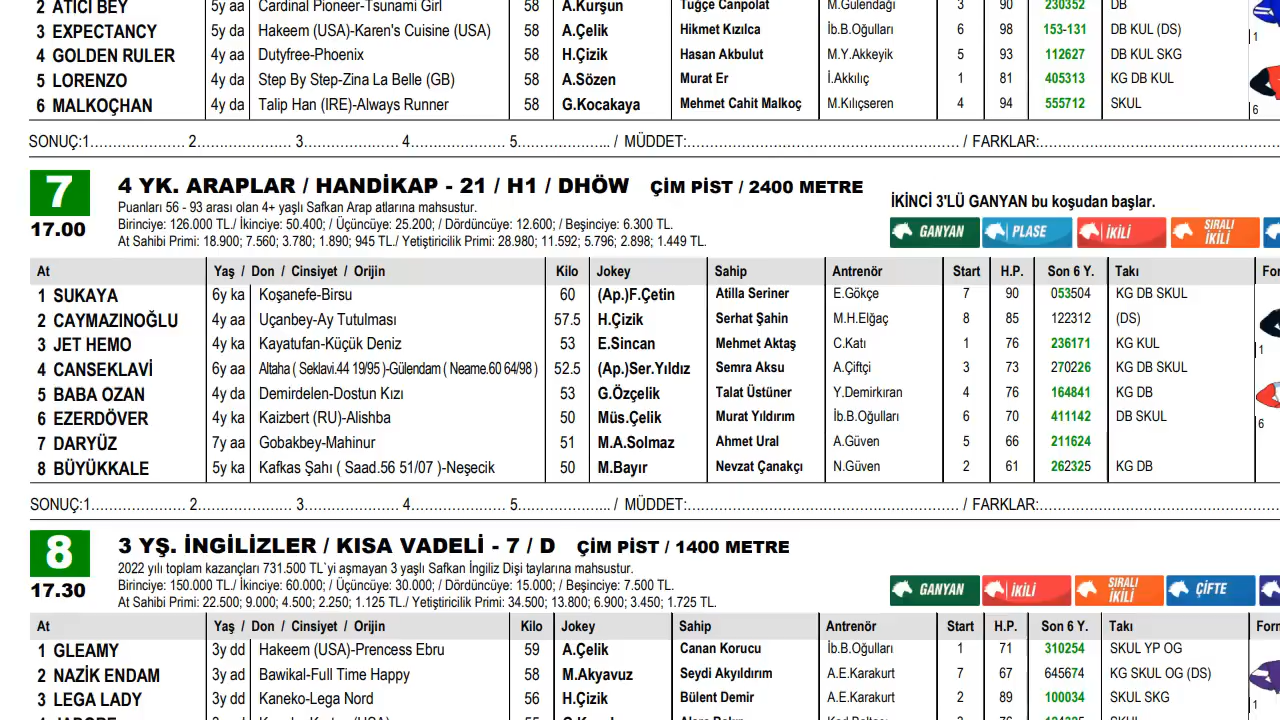 2 ATICI BEY 5y aa Cardinal Pioneer-Tsunami Girl 58 A.Kurşun Tuğçe Canpolat M.Gülendağı 3 90 230352 DB
3 EXPECTANCY 5y da Hakeem (USA)-Karen's Cuisine (USA) 58 A.Çelik Hikmet Kızılca İb.B.Oğulları 6 98 153-131 DB KUL (DS) 1
4 GOLDEN RULER 4y aa Dutyfree-Phoenix 58 H.Çizik Hasan Akbulut M.Y.Akkeyik 5 93 112627 DB KUL SKG
5 LORENZO 4y da Step By Step-Zina La Belle (GB) 58 A.Sözen Murat Er İ.Akkılıç 1 81 405313 KG DB KUL
6 MALKOÇHAN 4y da Talip Han (IRE)-Always Runner 58 G.Kocakaya Mehmet Cahit Malkoç M.Kılıçseren 4 94 555712 SKUL 6
SONUÇ:1..................... 2..................... 3..................... 4..................... 5..................... / MÜDDET:............................................................. / FARKLAR:......................................................
7 4 YK. ARAPLAR / HANDİKAP - 21 / H1 / DHÖW ÇİM PİST / 2400 METRE
17.00 Puanları 56 - 93 arası olan 4+ yaşlı Safkan Arap atlarına mahsustur.
İKİNCİ 3'LÜ GANYAN bu koşudan başlar.
Birinciye: 126.000 TL./ İkinciye: 50.400; / Üçüncüye: 25.200; / Dördüncüye: 12.600; / Beşinciye: 6.300 TL.
At Sahibi Primi: 18.900; 7.560; 3.780; 1.890; 945 TL./ Yetiştiricilik Primi: 28.980; 11.592; 5.796; 2.898; 1.449 TL.
GANYAN PLASE İKİLİ SIRALI İKİLİ
At Yaş / Don / Cinsiyet / Orijin Kilo Jokey Sahip Antrenör Start H.P. Son 6 Y. Takı For
1 SUKAYA 6y ka Koşanefe-Birsu 60 (Ap.)F.Çetin Atilla Seriner E.Gökçe 7 90 053504 KG DB SKUL
2 CAYMAZINOĞLU 4y aa Uçanbey-Ay Tutulması 57.5 H.Çizik Serhat Şahin M.H.Elğaç 8 85 122312 (DS)
3 JET HEMO 4y ka Kayatufan-Küçük Deniz 53 E.Sincan Mehmet Aktaş C.Katı 1 76 236171 KG KUL 1
4 CANSEKLAVİ 6y aa Altaha ( Seklavi.44 19/95 )-Gülendam ( Neame.60 64/98 ) 52.5 (Ap.)Ser.Yıldız Semra Aksu A.Çiftçi 3 73 270226 KG DB SKUL
5 BABA OZAN 4y da Demirdelen-Dostun Kızı 53 G.Özçelik Talat Üstüner Y.Demirkıran 4 76 164841 KG DB
6 EZERDÖVER 4y ka Kaizbert (RU)-Alishba 50 Müs.Çelik Murat Yıldırım İb.B.Oğulları 6 70 411142 DB SKUL 6
7 DARYÜZ 7y aa Gobakbey-Mahinur 51 M.A.Solmaz Ahmet Ural A.Güven 5 66 211624
8 BÜYÜKKALE 5y ka Kafkas Şahı ( Saad.56 51/07 )-Neşecik 50 M.Bayır Nevzat Çanakçı N.Güven 2 61 262325 KG DB
SONUÇ:1..................... 2..................... 3..................... 4..................... 5..................... / MÜDDET:............................................................. / FARKLAR:......................................................
8 3 YŞ. İNGİLİZLER / KISA VADELİ - 7 / D ÇİM PİST / 1400 METRE
17.30 2022 yılı toplam kazançları 731.500 TL`yi aşmayan 3 yaşlı Safkan İngiliz Dişi taylarına mahsustur.
Birinciye: 150.000 TL./ İkinciye: 60.000; / Üçüncüye: 30.000; / Dördüncüye: 15.000; / Beşinciye: 7.500 TL.
At Sahibi Primi: 22.500; 9.000; 4.500; 2.250; 1.125 TL./ Yetiştiricilik Primi: 34.500; 13.800; 6.900; 3.450; 1.725 TL.
GANYAN İKİLİ SIRALI İKİLİ ÇİFTE
At Yaş / Don / Cinsiyet / Orijin Kilo Jokey Sahip Antrenör Start H.P. Son 6 Y. Takı Form
1 GLEAMY 3y dd Hakeem (USA)-Prencess Ebru 59 A.Çelik Canan Korucu İb.B.Oğulları 1 71 310254 SKUL YP OG
2 NAZİK ENDAM 3y ad Bawikal-Full Time Happy 58 M.Akyavuz Seydi Akyıldırım A.E.Karakurt 7 67 645674 KG SKUL OG (DS)
3 LEGA LADY 3y ad Kaneko-Lega Nord 56 H.Çizik Bülent Demir A.E.Karakurt 2 89 100034 SKUL SKG 1